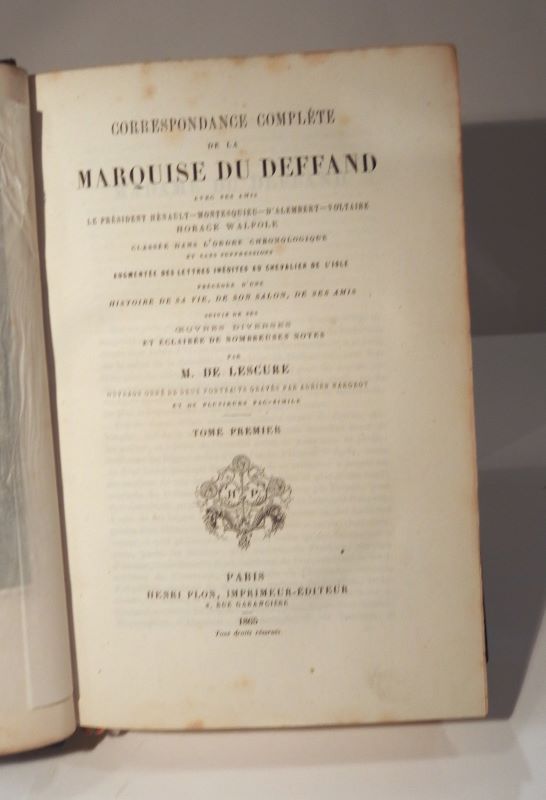 CORRESPONDANCE COMPLÈTE
DE LA
MARQUISE DU DEFFAND
AVEC SES AMIS
LE PRÉSIDENT HÉNAULT—MONTESQUIEU—D'ALEMBERT—VOLTAIRE
HORACE WALPOLE
CLASSÉE DANS L'ORDRE CHRONOLOGIQUE
ET SANS SUPPRESSIONS
AUGMENTÉE DES LETTRES INÉDITES AU CHEVALIER DE L'ISLE
PRÉCÉDÉE D'UNE
HISTOIRE DE SA VIE, DE SON SALON, DE SES AMIS
SUIVIE DE SES
ŒUVRES DIVERSES
ET ÉCLAIRÉE DE NOMBREUSES NOTES
PAR
M. DE LESCURE
OUVRAGE ORNÉ DE DEUX PORTRAITS GRAVÉS PAR ADRIEN NARGEOT
ET DE PLUSIEURS FAC-SIMILE
TOME PREMIER
H P
PARIS
HENRI PLON, IMPRIMEUR-ÉDITEUR
8, RUE GARANCIÈRE
1865
Tous droits réservés